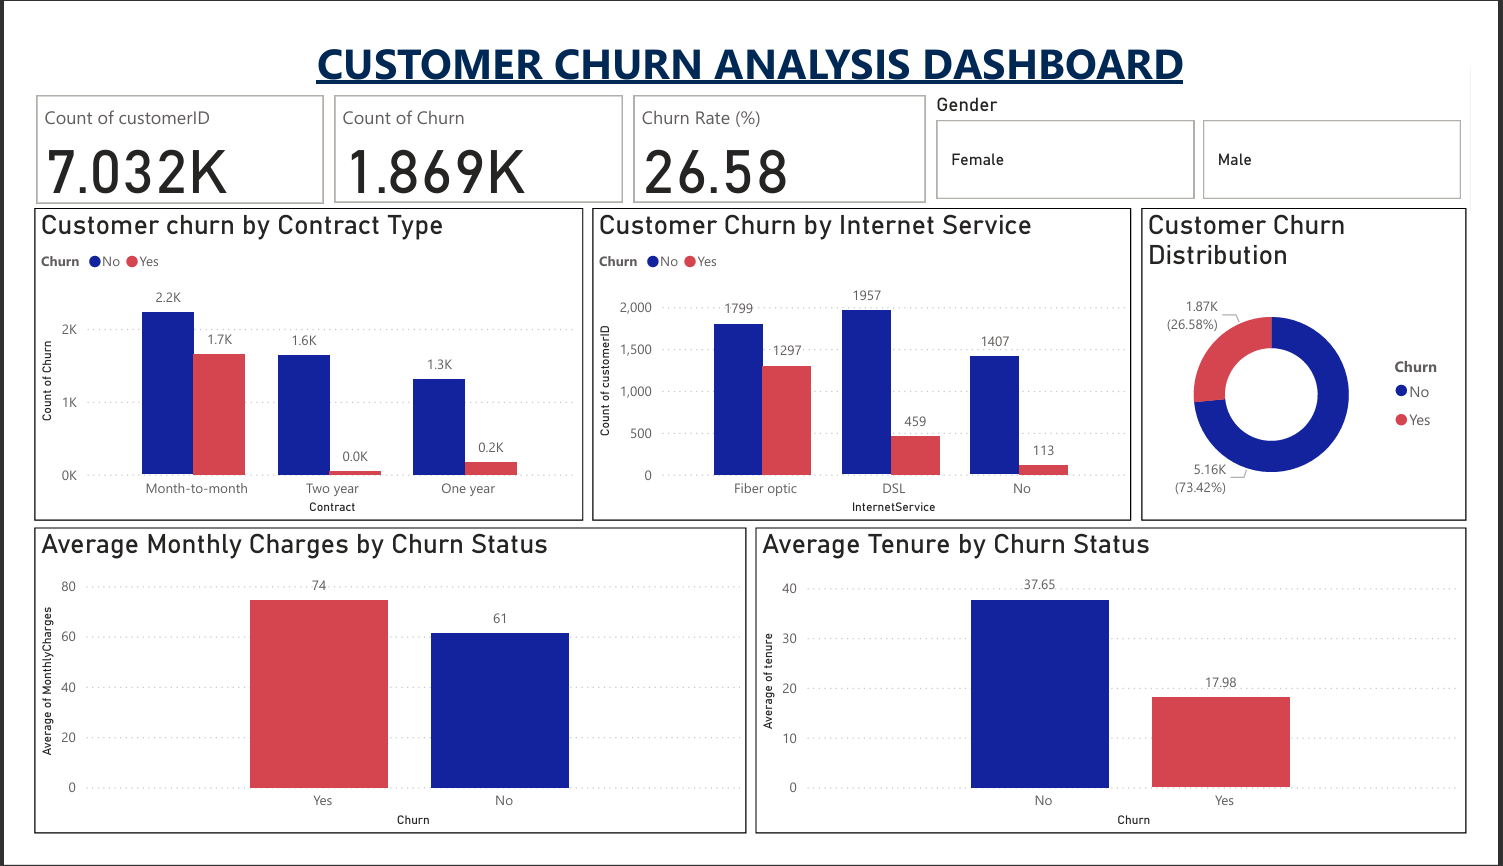 CUSTOMER CHURN ANALYSIS DASHBOARD
Count of customerID
7.032K
Count of Churn
1.869K
Churn Rate (%)
26.58
Gender
Female
Male
Customer churn by Contract Type
Churn No Yes
Count of Churn
2K
1K
0K
2.2K
1.7K
1.6K
0.0K
1.3K
0.2K
Month-to-month
Two year
One year
Contract
Customer Churn by Internet Service
Churn No Yes
Count of customerID
2,000
1,500
1,000
500
0
1799
1297
1957
459
1407
113
Fiber optic
DSL
No
InternetService
Customer Churn
Distribution
1.87K
(26.58%)
5.16K
(73.42%)
Churn
No
Yes
Average Monthly Charges by Churn Status
Average of MonthlyCharges
80
60
40
20
0
74
61
Yes
No
Churn
Average Tenure by Churn Status
Average of tenure
40
30
20
10
0
37.65
17.98
No
Yes
Churn